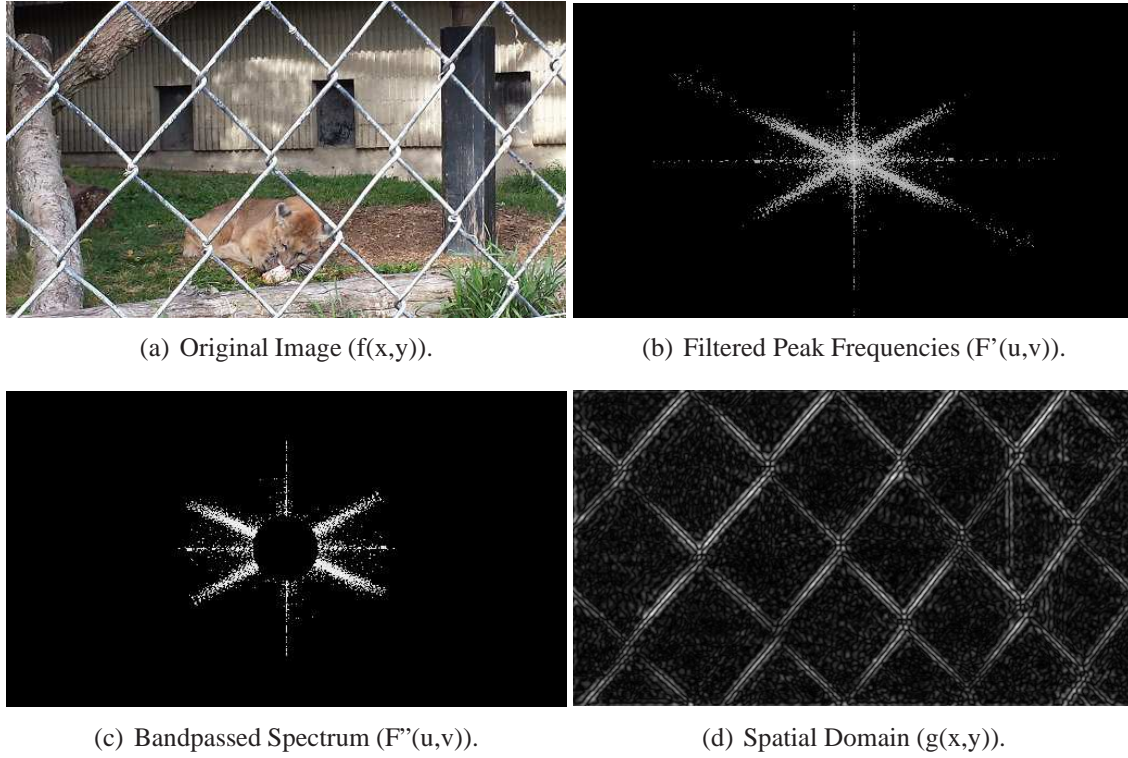 (a) Original Image (f(x,y)).
(b) Filtered Peak Frequencies (F'(u,v)).
(c) Bandpassed Spectrum (F”(u,v)).
(d) Spatial Domain (g(x,y)).